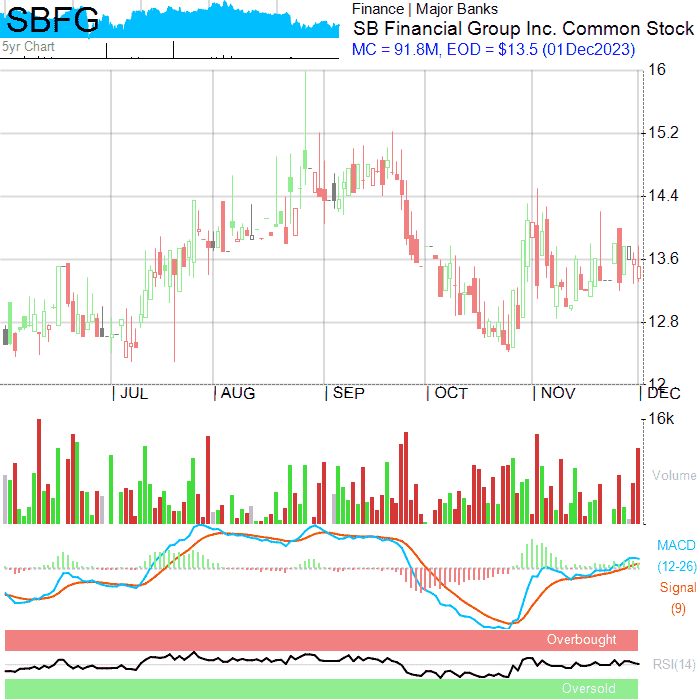 SBFG
5yr Chart
Finance | Major Banks
SB Financial Group Inc. Common Stock
MC = 91.8M, EOD = $13.5 (01Dec2023)
16
15.2
14.4
13.6
12.8
12
JUL AUG SEP OCT NOV DEC
16k
Volume
MACD
(12-26)
Signal
(9)
Overbought
RSI(14)
Oversold